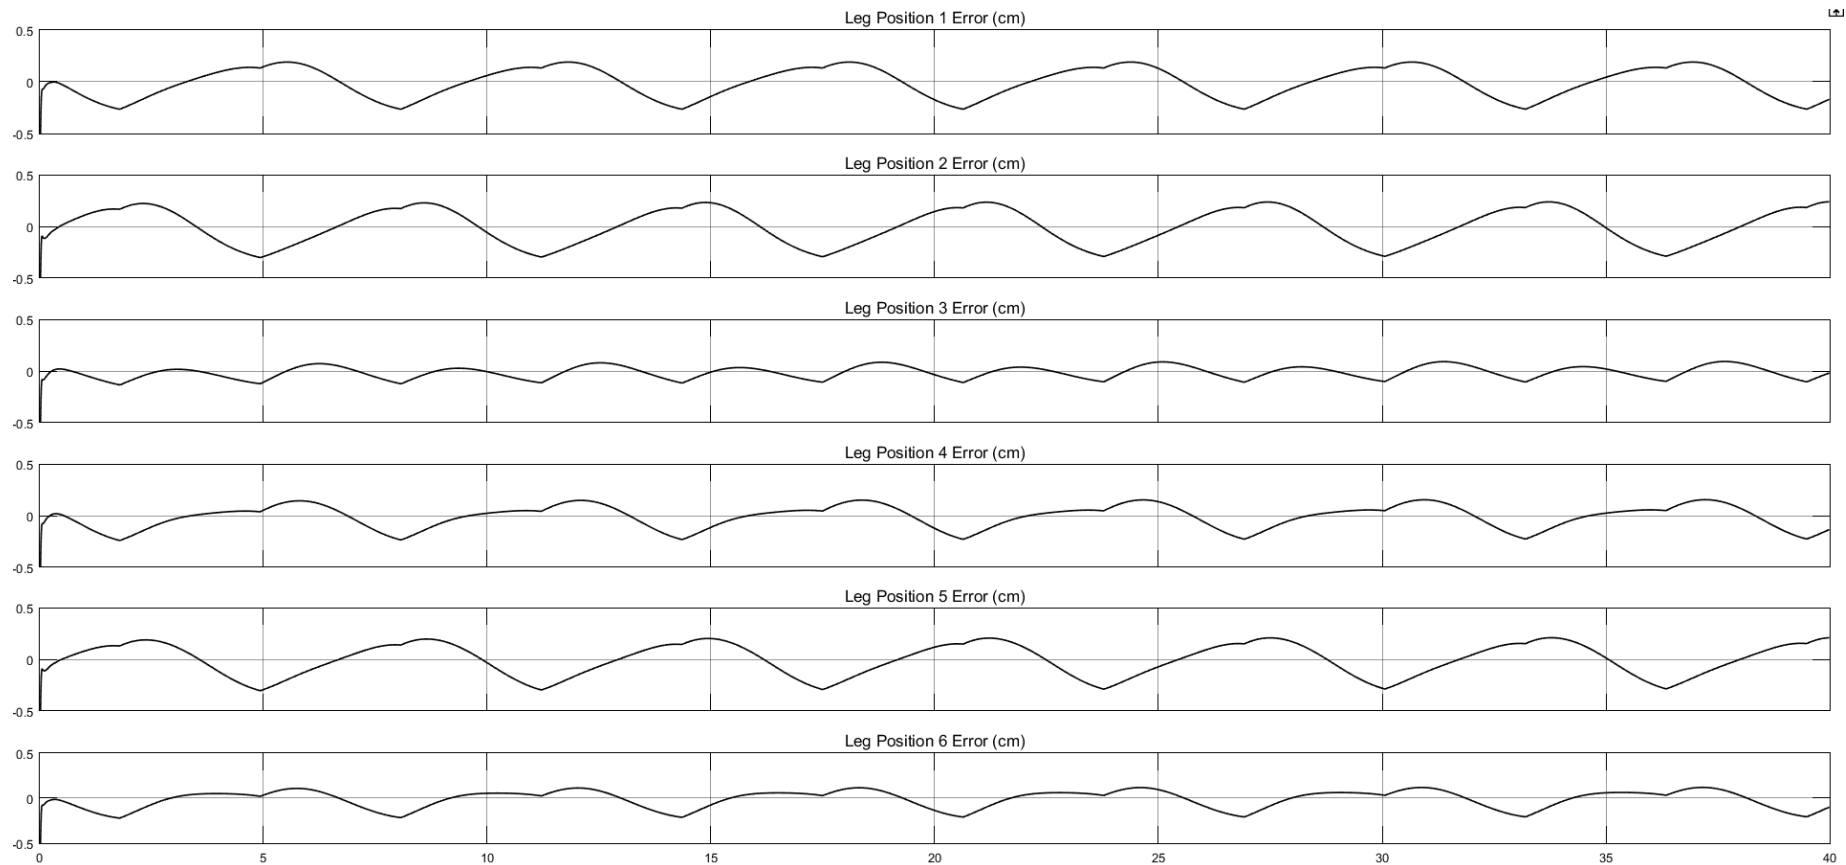 Leg Position 1 Error (cm)
0.5
0
-0.5
Leg Position 2 Error (cm)
0.5
0
-0.5
Leg Position 3 Error (cm)
0.5
0
-0.5
Leg Position 4 Error (cm)
0.5
0
-0.5
Leg Position 5 Error (cm)
0.5
0
-0.5
Leg Position 6 Error (cm)
0.5
0
-0.5
0 5 10 15 20 25 30 35 40